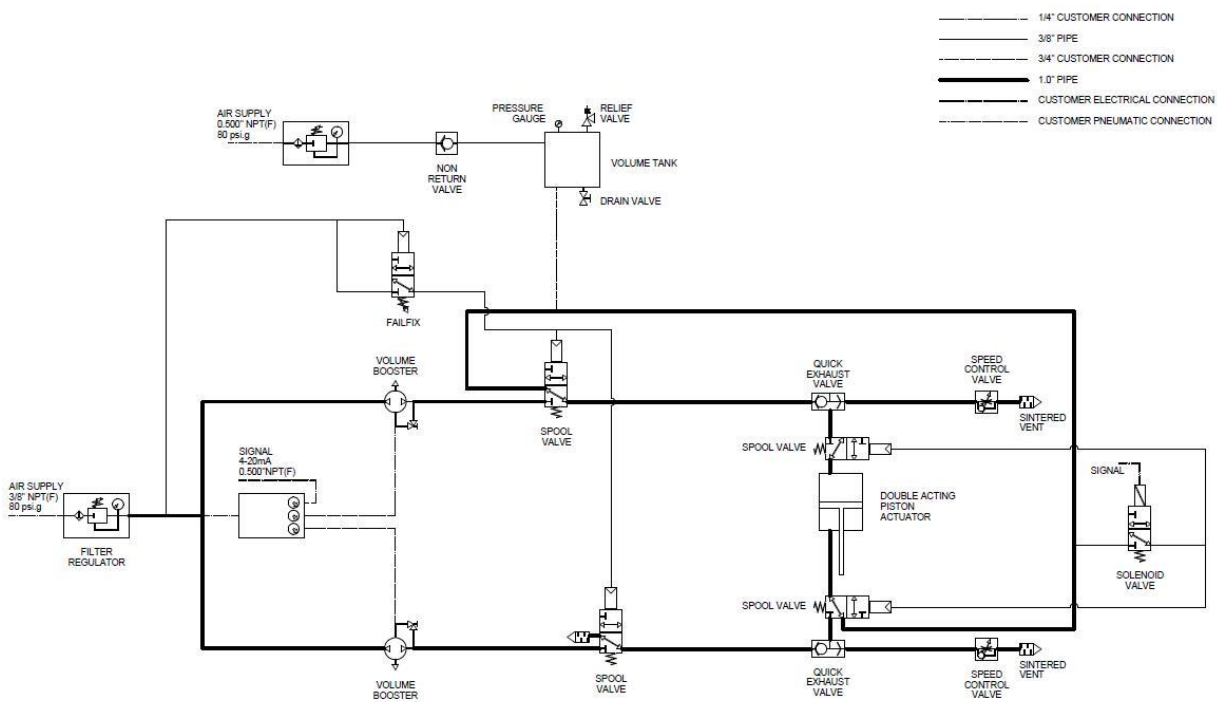 1/4" CUSTOMER CONNECTION
3/8" PIPE
3/4" CUSTOMER CONNECTION
1.0" PIPE
CUSTOMER ELECTRICAL CONNECTION
CUSTOMER PNEUMATIC CONNECTION
AIR SUPPLY
0.500" NPT(F)
80 psi.g
PRESSURE
GAUGE
RELIEF
VALVE
NON
RETURN
VALVE
VOLUME TANK
DRAIN VALVE
FAILFIX
VOLUME
BOOSTER
SPOOL
VALVE
QUICK
EXHAUST
VALVE
SPEED
CONTROL
VALVE
SINTERED
VENT
SIGNAL
4-20mA
0.500"NPT(F)
SPOOL VALVE
SIGNAL
AIR SUPPLY
3/8" NPT(F)
80 psi.g
FILTER
REGULATOR
DOUBLE ACTING
PISTON
ACTUATOR
SOLENOID
VALVE
SPOOL VALVE
VOLUME
BOOSTER
SPOOL
VALVE
QUICK
EXHAUST
VALVE
SPEED
CONTROL
VALVE
SINTERED
VENT